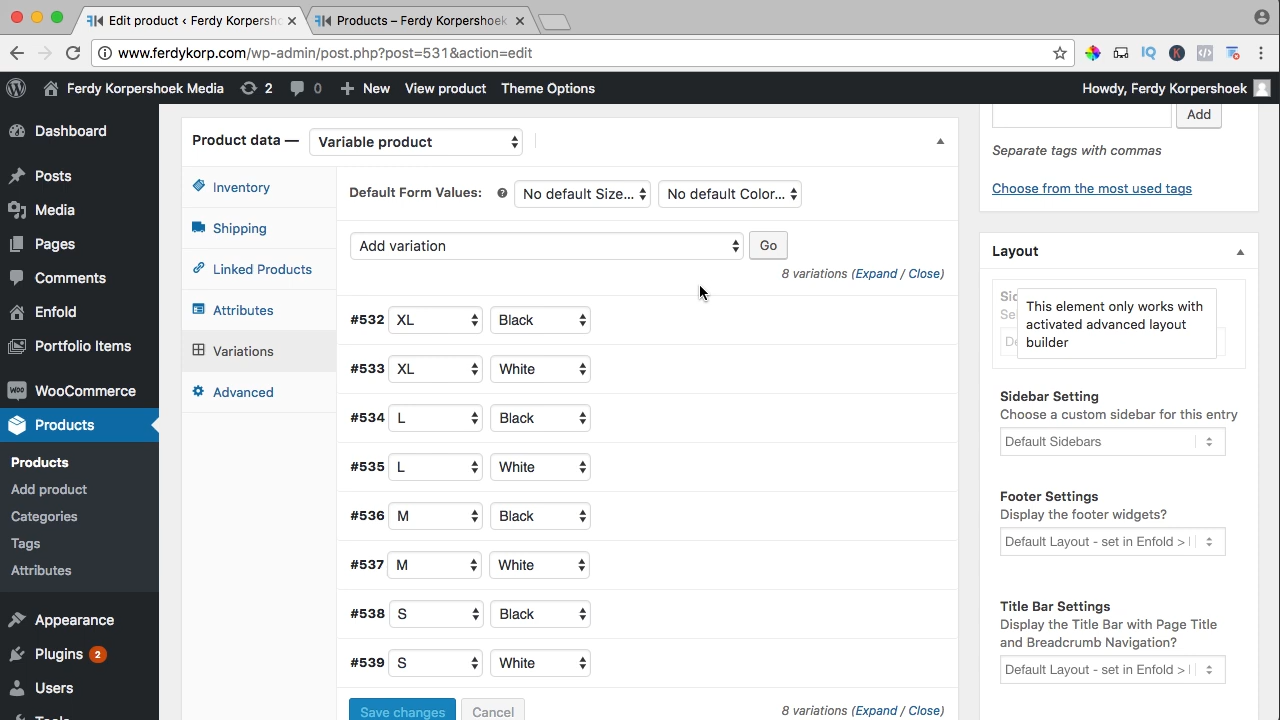 Edit product ‹ Ferdy Korpersho
Products – Ferdy Korpershoek
www.ferdykorp.com/wp-admin/post.php?post=531&action=edit
Ferdy Korpershoek Media
2
0
New
View product
Theme Options
Howdy, Ferdy Korpershoek
Dashboard
Posts
Media
Pages
Comments
Enfold
Portfolio Items
WooCommerce
Products
Products
Add product
Categories
Tags
Attributes
Appearance
Plugins 2
Users
Product data —
Variable product
Inventory
Shipping
Linked Products
Attributes
Variations
Advanced
Default Form Values:
No default Size...
No default Color...
Add variation
Go
8 variations (Expand / Close)
#532 XL Black
#533 XL White
#534 L Black
#535 L White
#536 M Black
#537 M White
#538 S Black
#539 S White
Save changes
Cancel
8 variations (Expand / Close)
Add
Separate tags with commas
Choose from the most used tags
Layout
This element only works with
activated advanced layout
builder
Sidebar Setting
Choose a custom sidebar for this entry
Default Sidebars
Footer Settings
Display the footer widgets?
Default Layout - set in Enfold >
Title Bar Settings
Display the Title Bar with Page Title
and Breadcrumb Navigation?
Default Layout - set in Enfold >